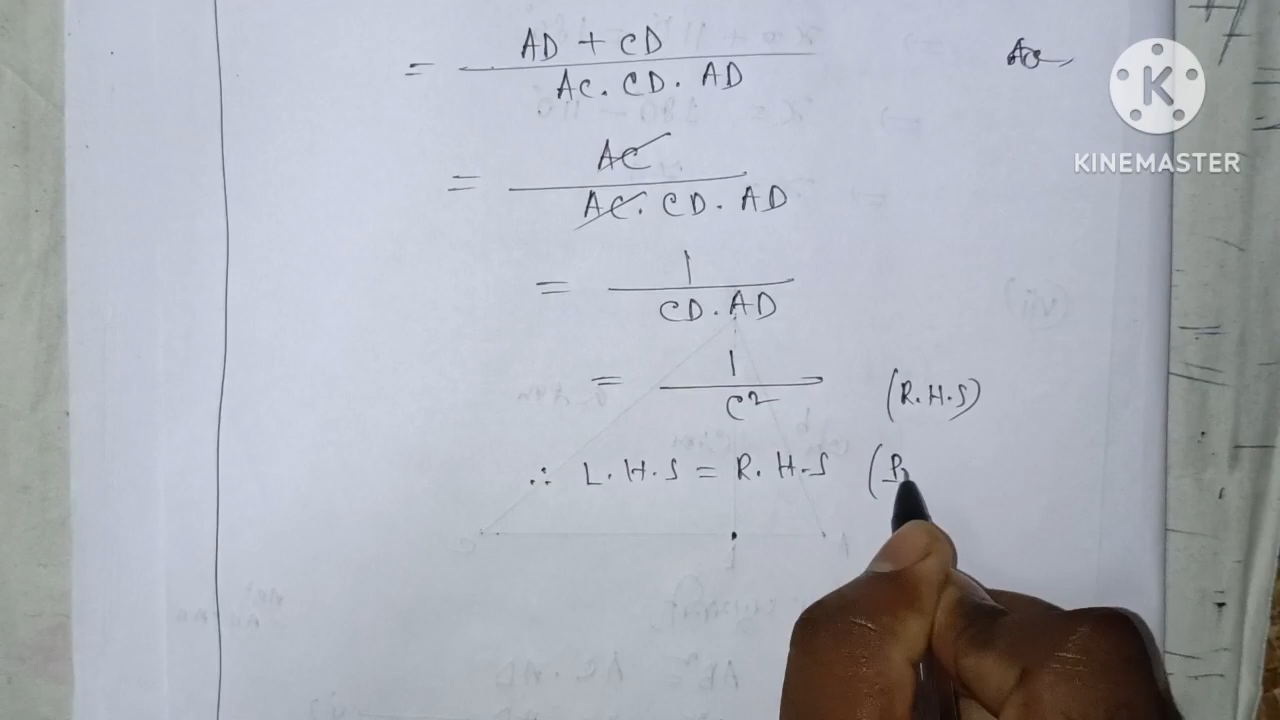 = AD + CD / AC. CD. AD
K
KINEMASTER
= AC / AC. CD. AD
= 1 / CD. AD
= 1 / C² (R.H.S)
∴ L.H.S = R.H.S (P